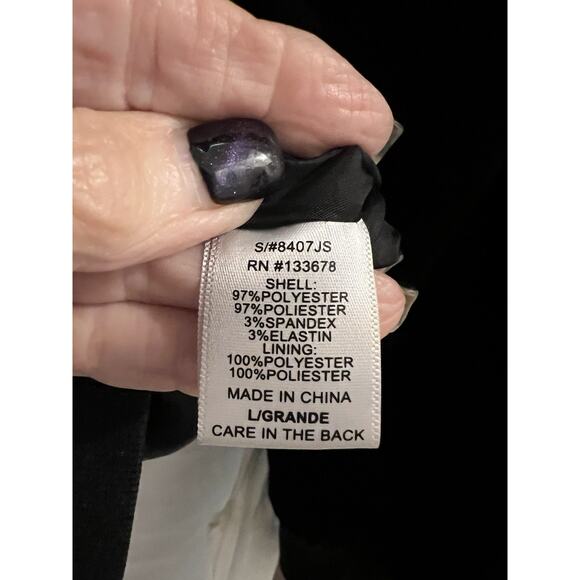 S/#8407JS
RN #133678
SHELL:
97%POLYESTER
97%POLIESTER
3%SPANDEX
3%ELASTIN
LINING:
100%POLYESTER
100%POLIESTER
MADE IN CHINA
L/GRANDE
CARE IN THE BACK